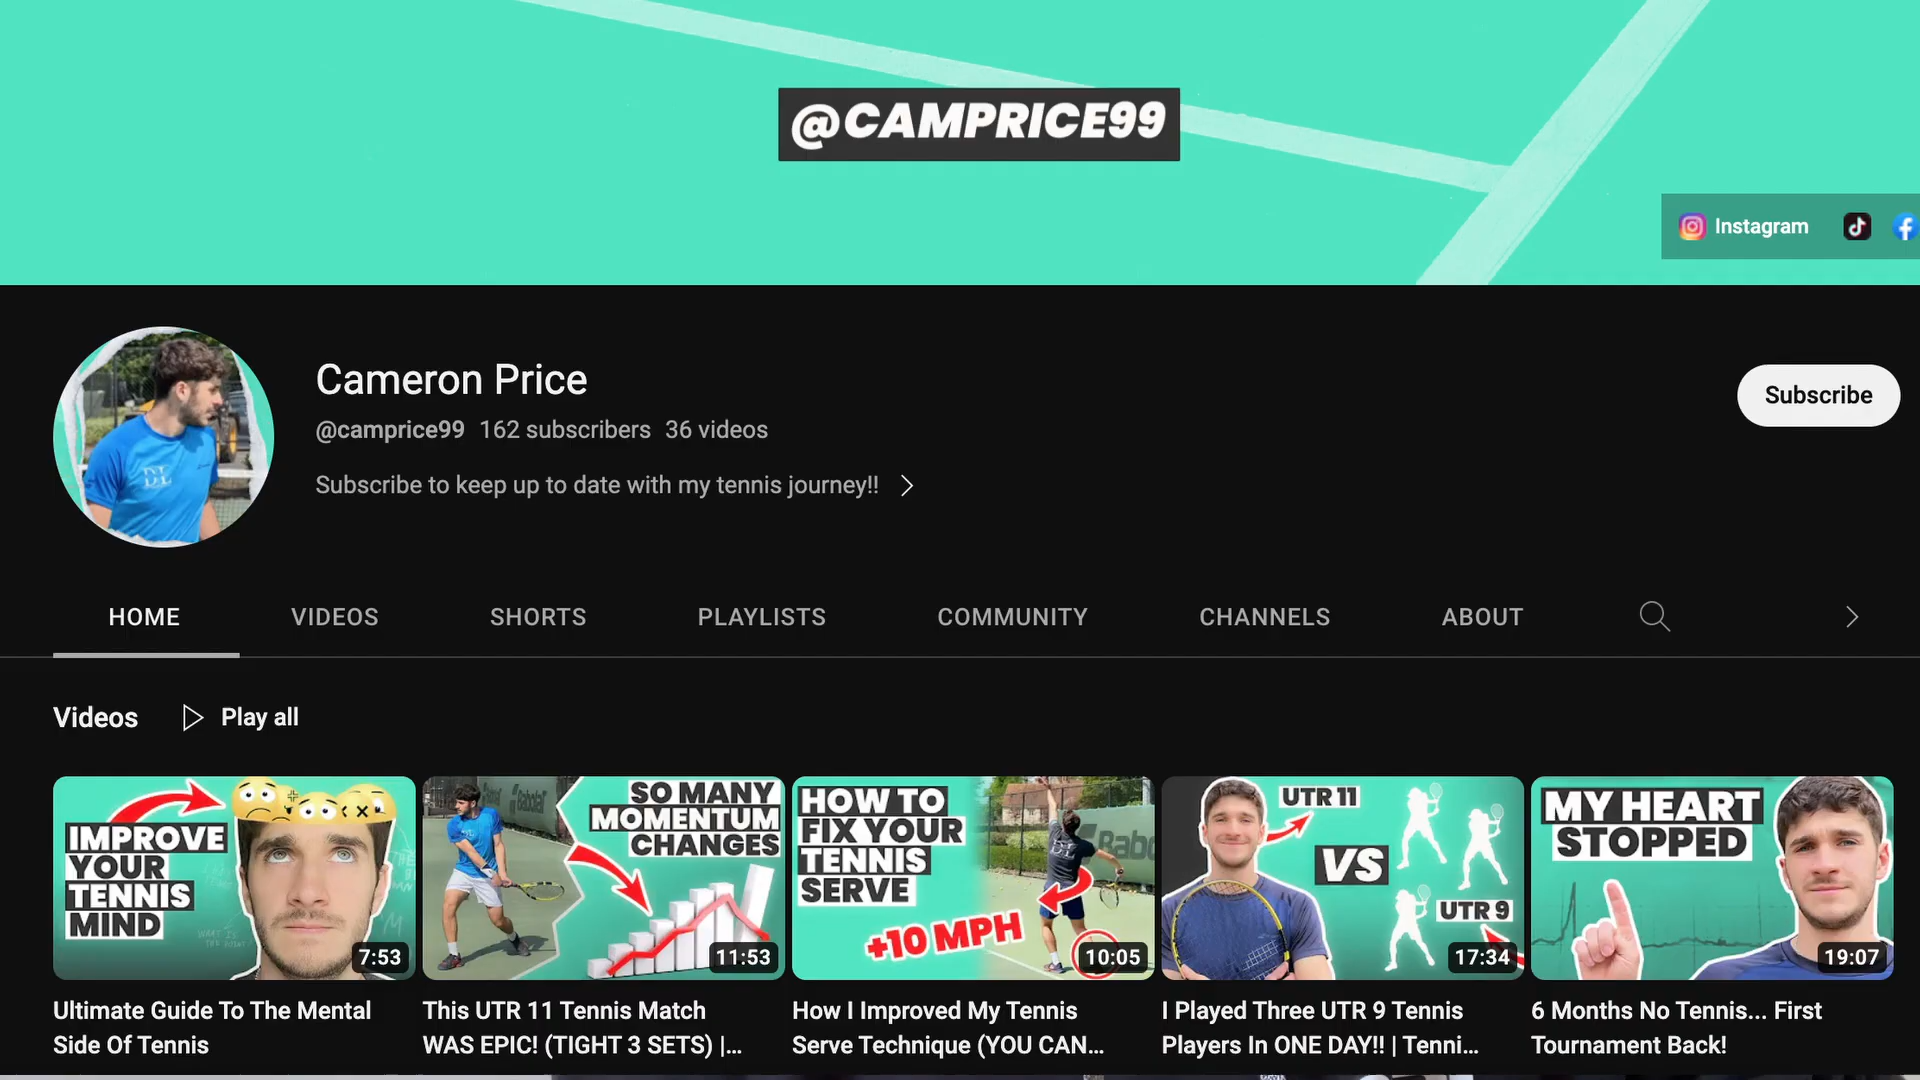 @CAMPRICE99
Instagram
Cameron Price
@camprice99 162 subscribers 36 videos
Subscribe to keep up to date with my tennis journey!!
Subscribe
HOME VIDEOS SHORTS PLAYLISTS COMMUNITY CHANNELS ABOUT
Videos Play all
IMPROVE
YOUR
TENNIS
MIND
7:53
SO MANY
MOMENTUM
CHANGES
Babolat
11:53
HOW TO
FIX YOUR
TENNIS
SERVE
+10 MPH
DL
10:05
UTR 11
VS
UTR 9
17:34
MY HEART
STOPPED
19:07
Ultimate Guide To The Mental
Side Of Tennis
This UTR 11 Tennis Match
WAS EPIC! (TIGHT 3 SETS) |...
How I Improved My Tennis
Serve Technique (YOU CAN...
I Played Three UTR 9 Tennis
Players In ONE DAY!! | Tenni...
6 Months No Tennis... First
Tournament Back!